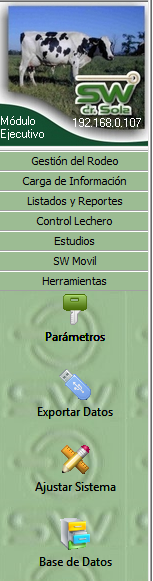 SW
de Sola
Módulo
Ejecutivo
192.168.0.107
Gestión del Rodeo
Carga de Información
Listados y Reportes
Control Lechero
Estudios
SW Movil
Herramientas
Parámetros
Exportar Datos
Ajustar Sistema
Base de Datos